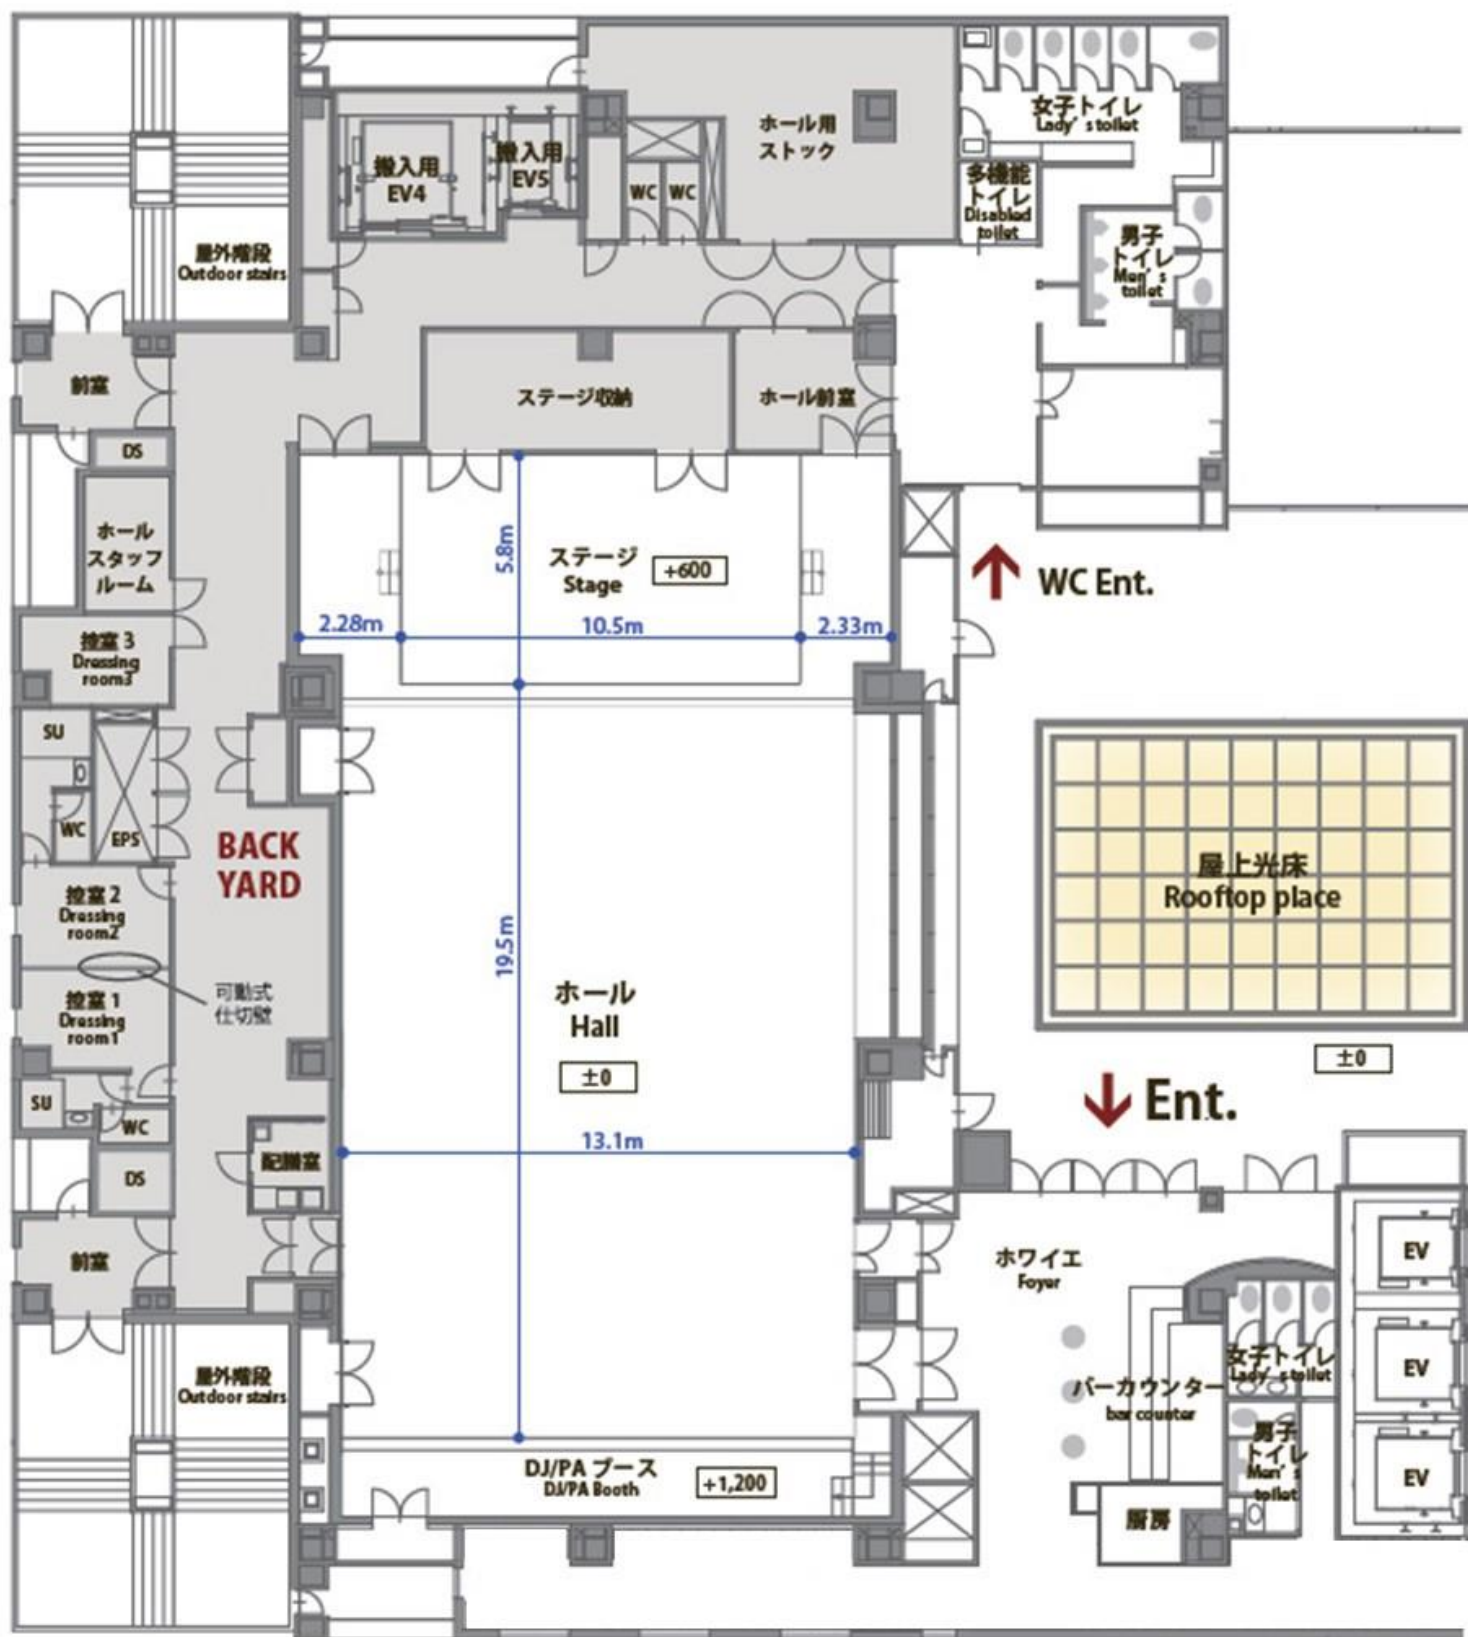 ホール用
ストック
女子トイレ
Lady's toilet
搬入用
EV4
搬入用
EV5
WC
WC
多機能
トイレ
Disabled
toilet
男子
トイレ
Men's
toilet
屋外階段
Outdoor stairs
前室
ステージ収納
ホール前室
DS
ホール
スタッフ
ルーム
5.8m
ステージ
Stage
+600
WC Ent.
2.28m
10.5m
2.33m
控室 3
Dressing
room3
SU
WC
EPS
BACK
YARD
屋上光床
Rooftop place
控室 2
Dressing
room2
19.5m
可動式
仕切壁
控室 1
Dressing
room1
ホール
Hall
±0
±0
Ent.
SU
WC
13.1m
配膳室
DS
前室
ホワイエ
Foyer
EV
屋外階段
Outdoor stairs
女子トイレ
Lady's toilet
EV
バーカウンター
bar counter
男子
トイレ
Men's
toilet
EV
DJ/PA ブース
DJ/PA Booth
+1,200
厨房